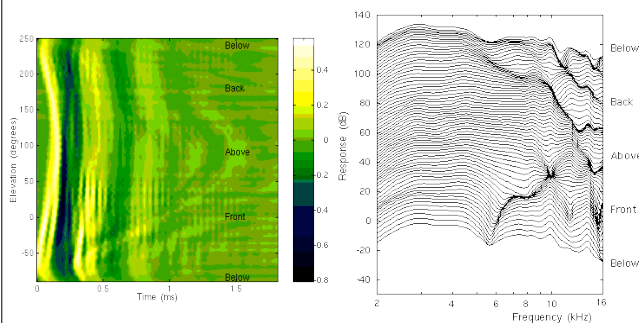 250
200
150
100
50
0
-50
Elevation (degrees)
0
0.5
1
1.5
Time (ms)
Below
Back
Above
Front
Below
0.4
0.2
0
-0.2
-0.4
-0.6
-0.8
140
120
100
80
60
40
20
0
-20
-40
Response (dB)
2
4
6
8
10
16
Frequency (kHz)
Below
Back
Above
Front
Below